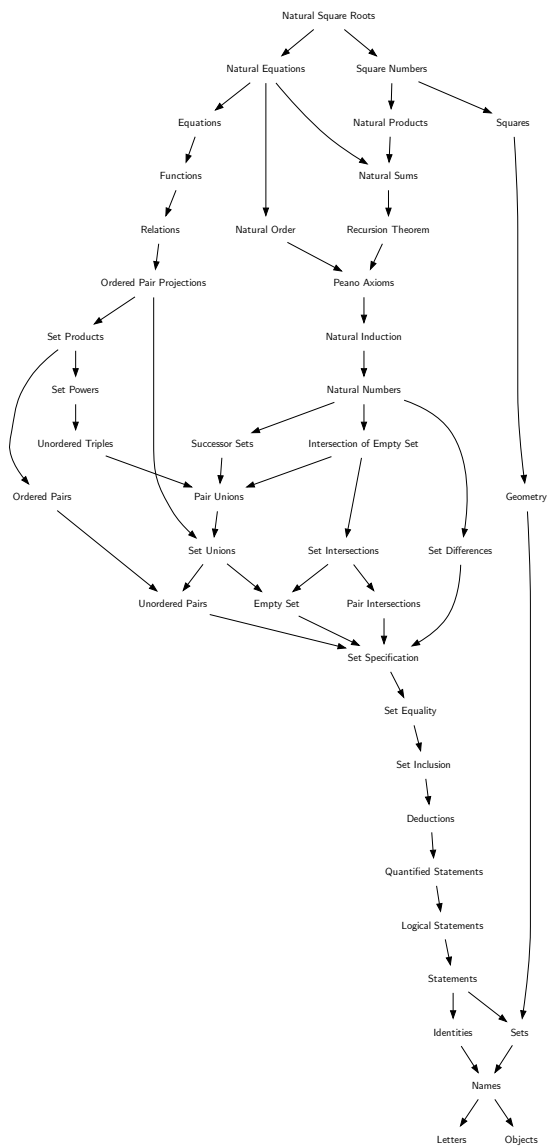 Natural Square Roots
Natural Equations
Square Numbers
Equations
Natural Products
Squares
Functions
Natural Sums
Relations
Natural Order
Recursion Theorem
Ordered Pair Projections
Peano Axioms
Set Products
Natural Induction
Set Powers
Natural Numbers
Unordered Triples
Successor Sets
Intersection of Empty Set
Ordered Pairs
Pair Unions
Geometry
Set Unions
Set Intersections
Set Differences
Unordered Pairs
Empty Set
Pair Intersections
Set Specification
Set Equality
Set Inclusion
Deductions
Quantified Statements
Logical Statements
Statements
Identities
Sets
Names
Letters
Objects